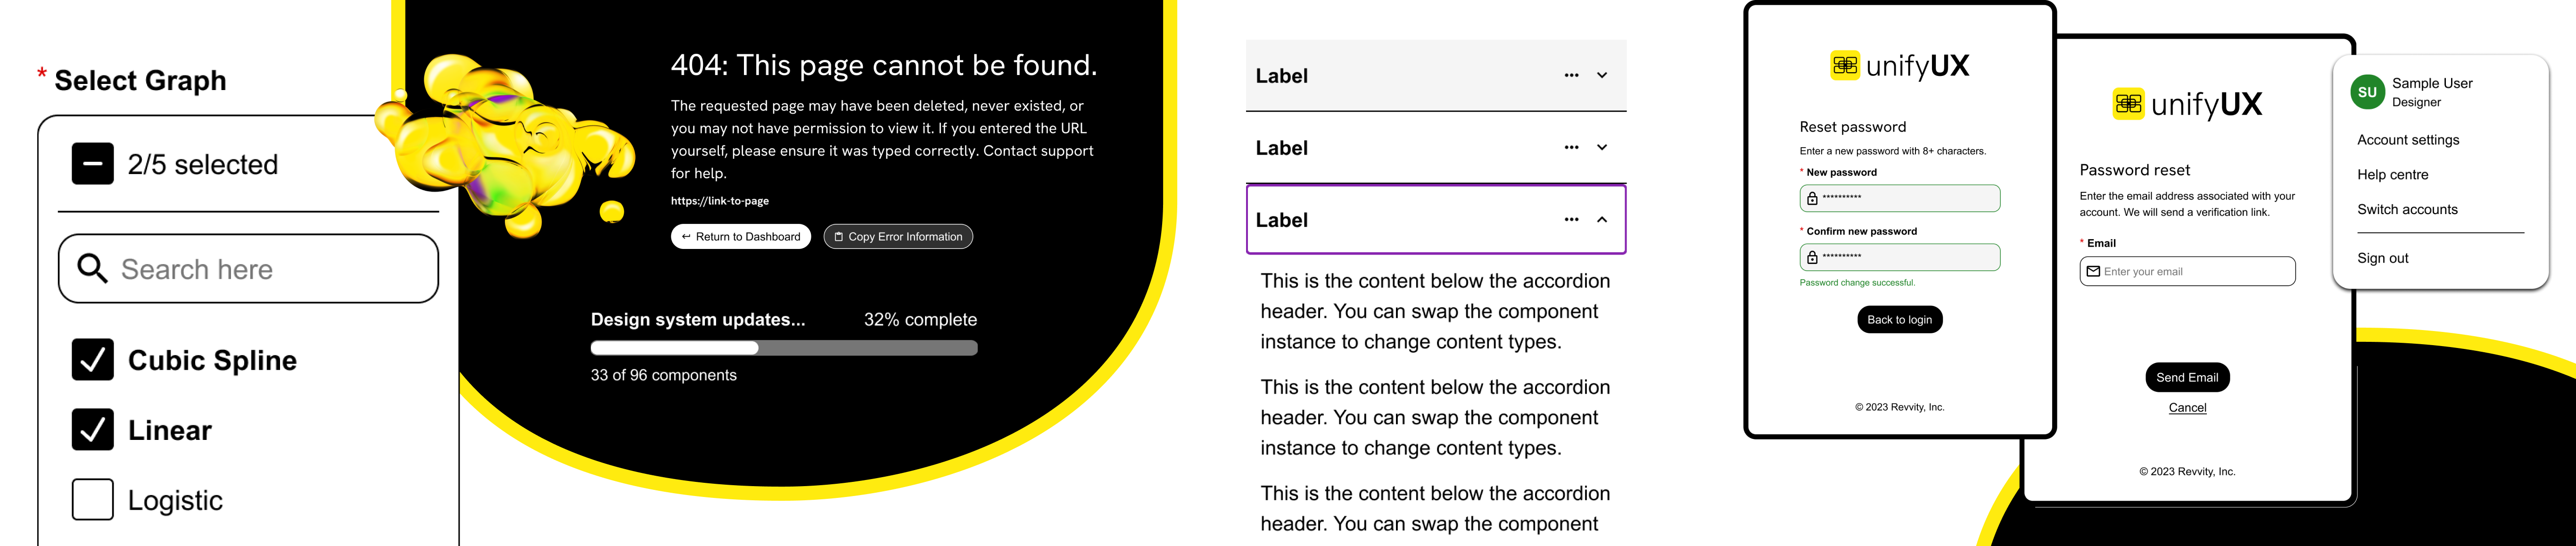 * Select Graph
2/5 selected
Search here
Cubic Spline
Linear
Logistic
404: This page cannot be found.
The requested page may have been deleted, never existed, or
you may not have permission to view it. If you entered the URL
yourself, please ensure it was typed correctly. Contact support
for help.
https://link-to-page
Return to Dashboard
Copy Error Information
Design system updates...
32% complete
33 of 96 components
Label
Label
Label
This is the content below the accordion
header. You can swap the component
instance to change content types.
This is the content below the accordion
header. You can swap the component
instance to change content types.
This is the content below the accordion
header. You can swap the component
unifyUX
Reset password
Enter a new password with 8+ characters.
* New password
**********
* Confirm new password
**********
Password change successful.
Back to login
© 2023 Revvity, Inc.
unifyUX
Password reset
Enter the email address associated with your
account. We will send a verification link.
* Email
Enter your email
Send Email
Cancel
© 2023 Revvity, Inc.
SU
Sample User
Designer
Account settings
Help centre
Switch accounts
Sign out